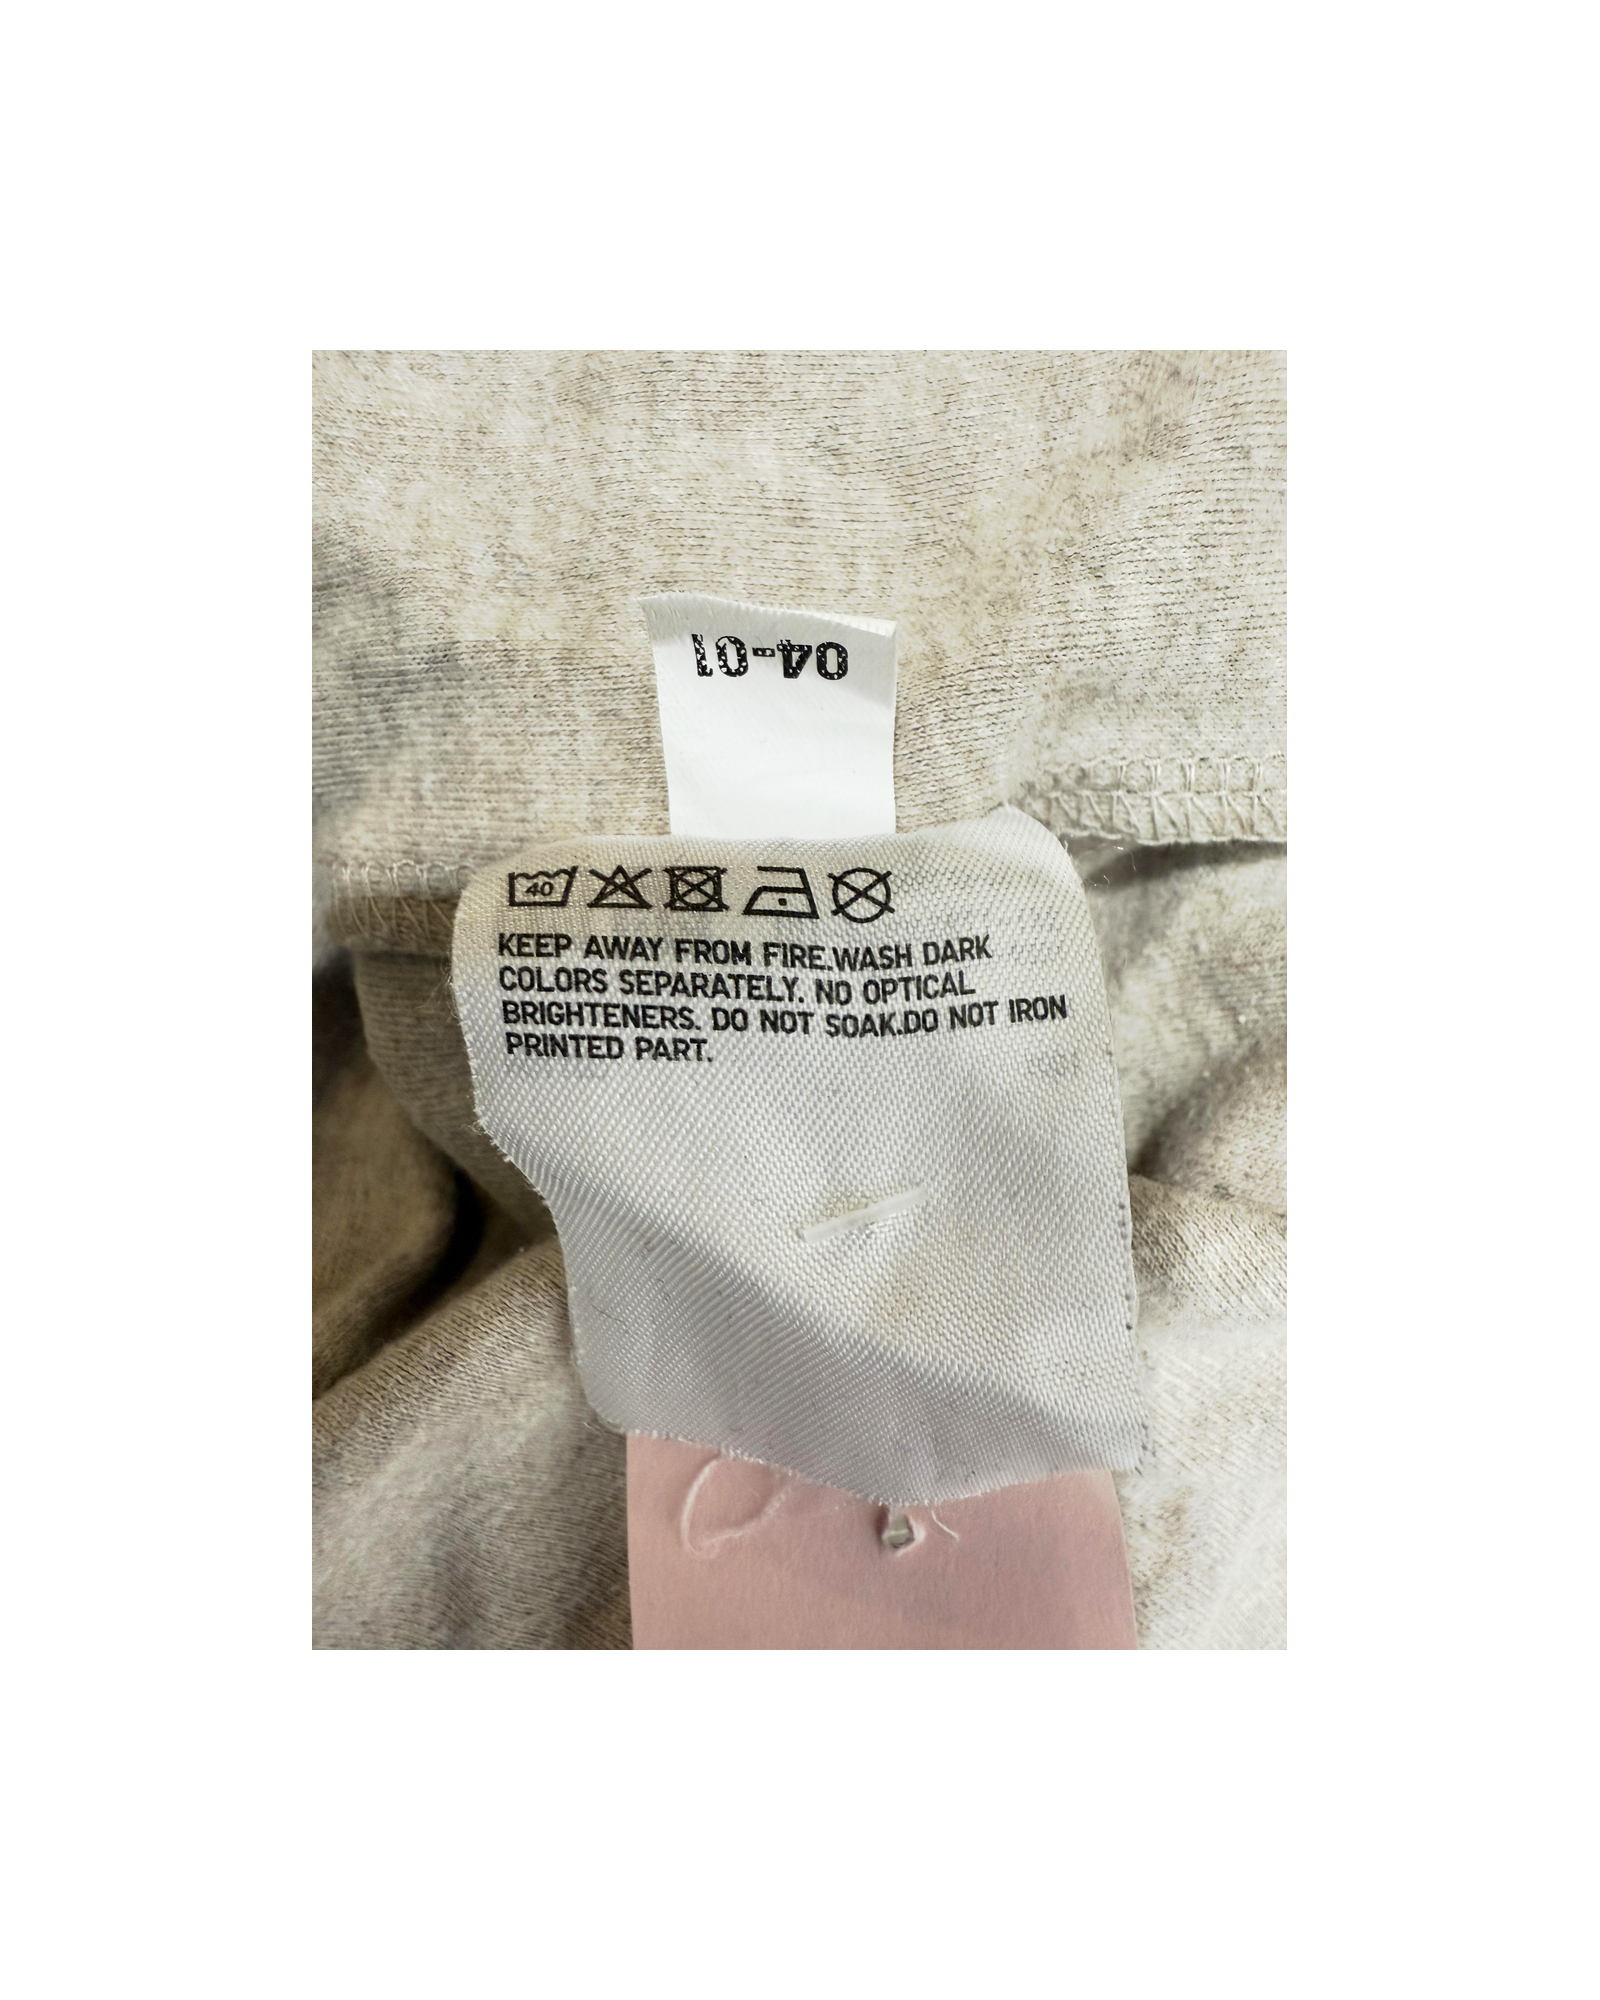 04-01
40
KEEP AWAY FROM FIRE.WASH DARK
COLORS SEPARATELY. NO OPTICAL
BRIGHTENERS. DO NOT SOAK.DO NOT IRON
PRINTED PART.